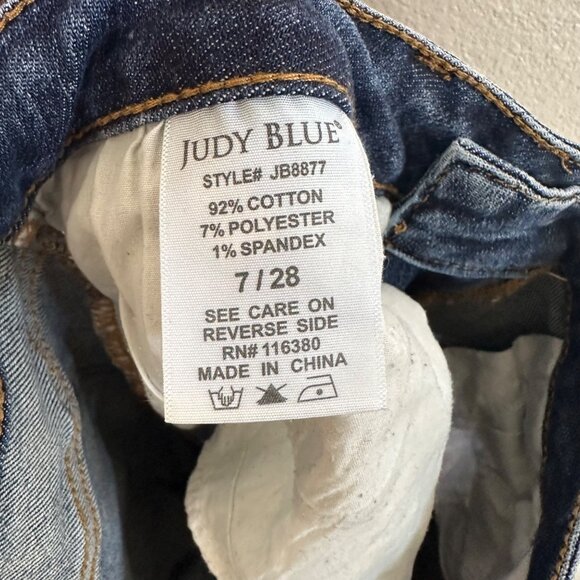 JUDY BLUE®
STYLE# JB8877
92% COTTON
7% POLYESTER
1% SPANDEX
7 / 28
SEE CARE ON
REVERSE SIDE
RN# 116380
MADE IN CHINA